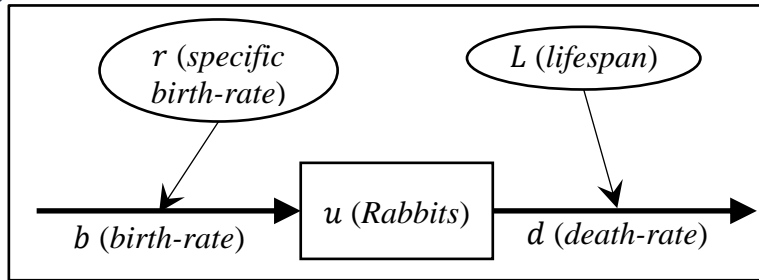 r (specific
birth-rate)
L (lifespan)
u (Rabbits)
b (birth-rate)
d (death-rate)